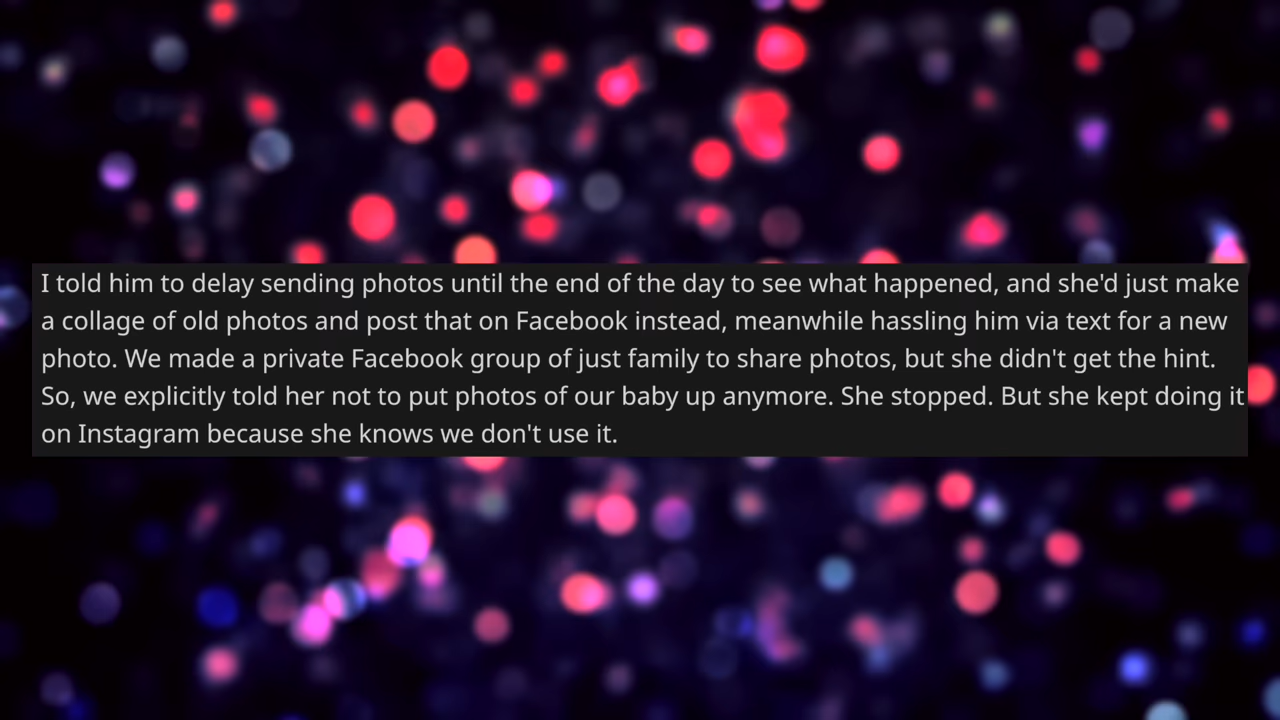 I told him to delay sending photos until the end of the day to see what happened, and she'd just make
a collage of old photos and post that on Facebook instead, meanwhile hassling him via text for a new
photo. We made a private Facebook group of just family to share photos, but she didn't get the hint.
So, we explicitly told her not to put photos of our baby up anymore. She stopped. But she kept doing it
on Instagram because she knows we don't use it.